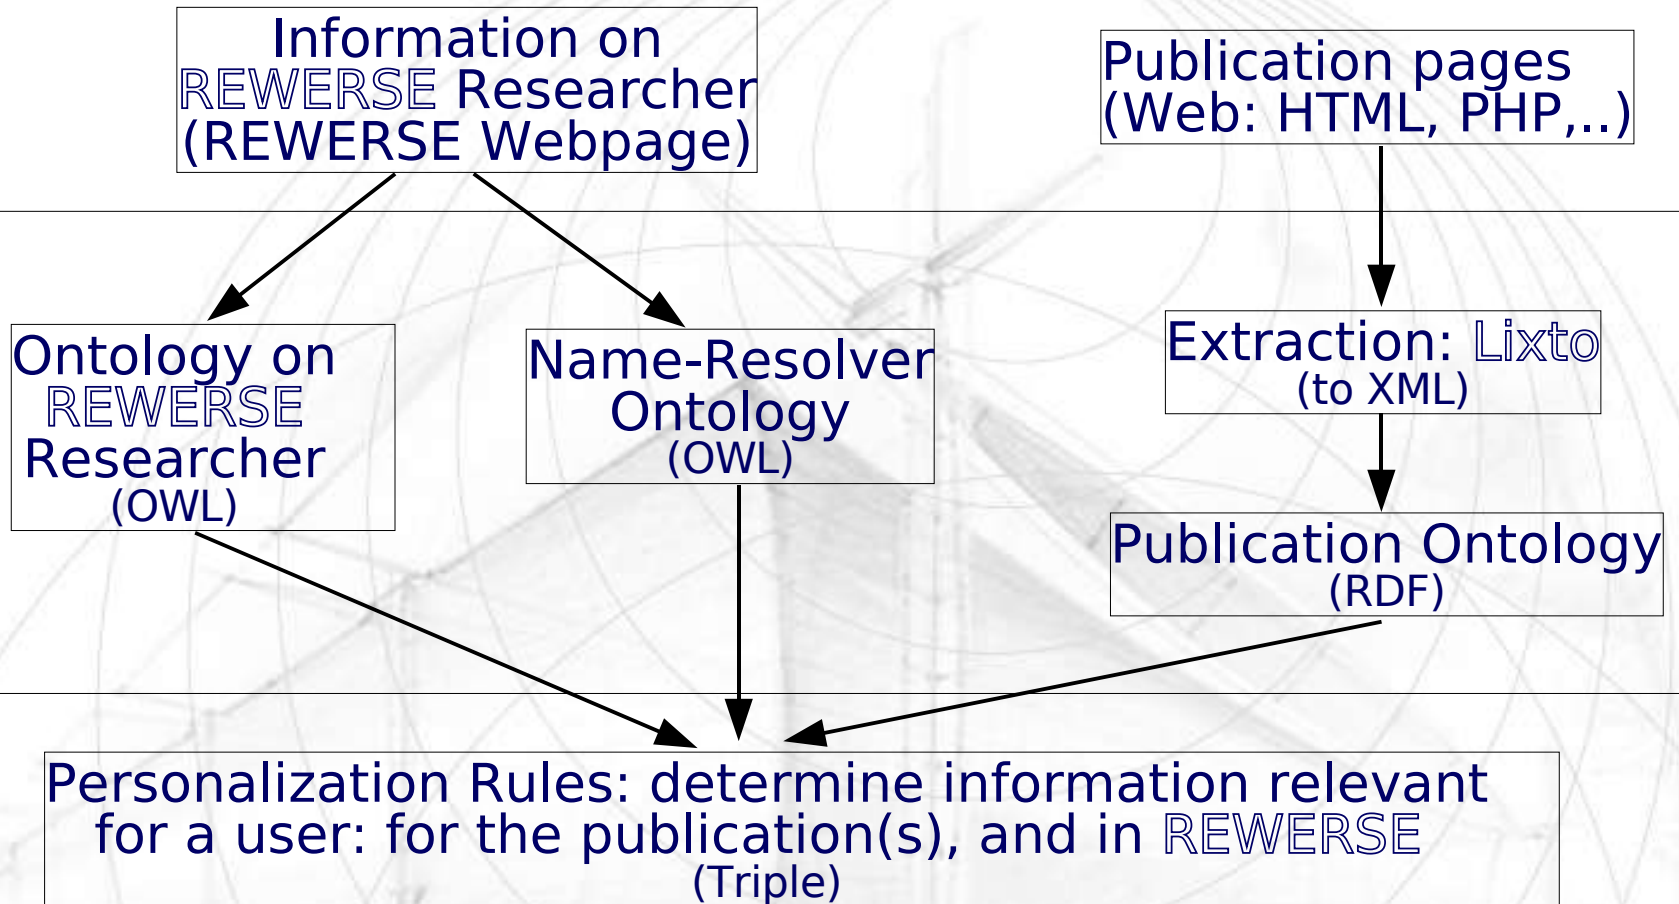 Information on
REWERSE Researcher
(REWERSE Webpage)
Publication pages
(Web: HTML, PHP,..)
Ontology on
REWERSE
Researcher
(OWL)
Name-Resolver
Ontology
(OWL)
Extraction: Lixto
(to XML)
Publication Ontology
(RDF)
Personalization Rules: determine information relevant
for a user: for the publication(s), and in REWERSE
(Triple)